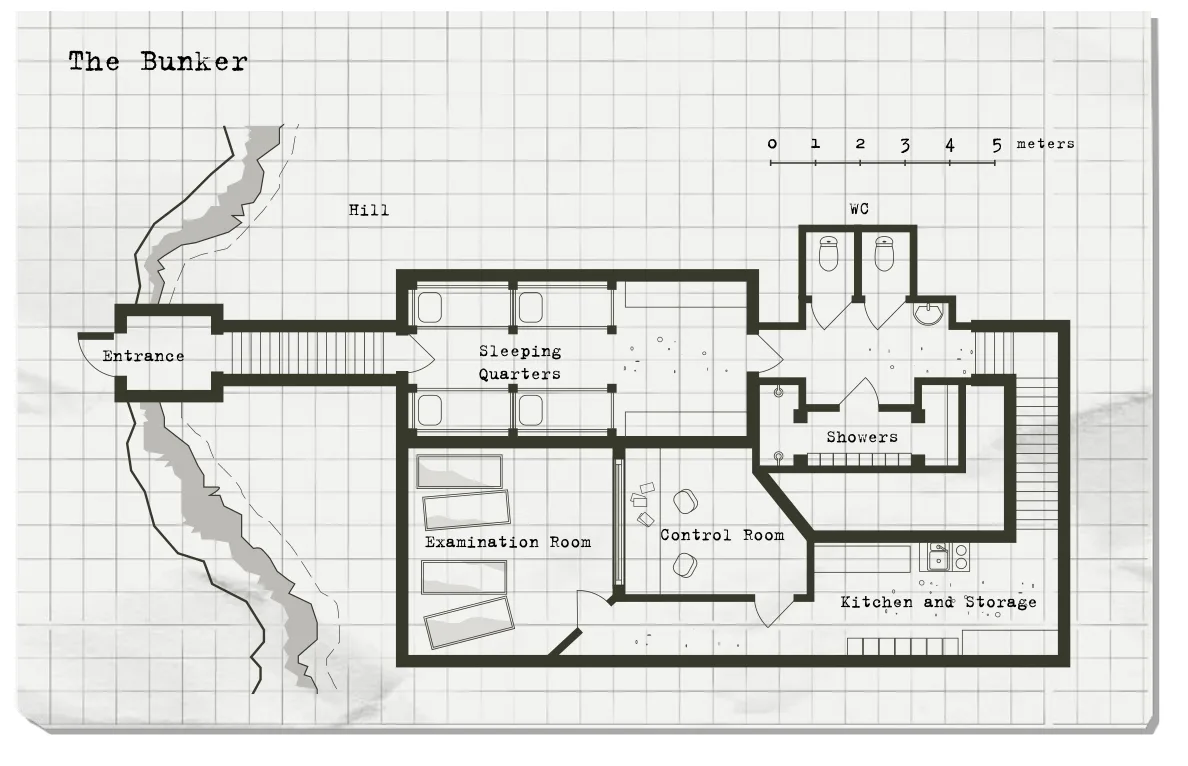 The Bunker
0 1 2 3 4 5 meters
Hill
WC
Entrance
Sleeping
Quarters
Showers
Examination Room
Control Room
Kitchen and Storage